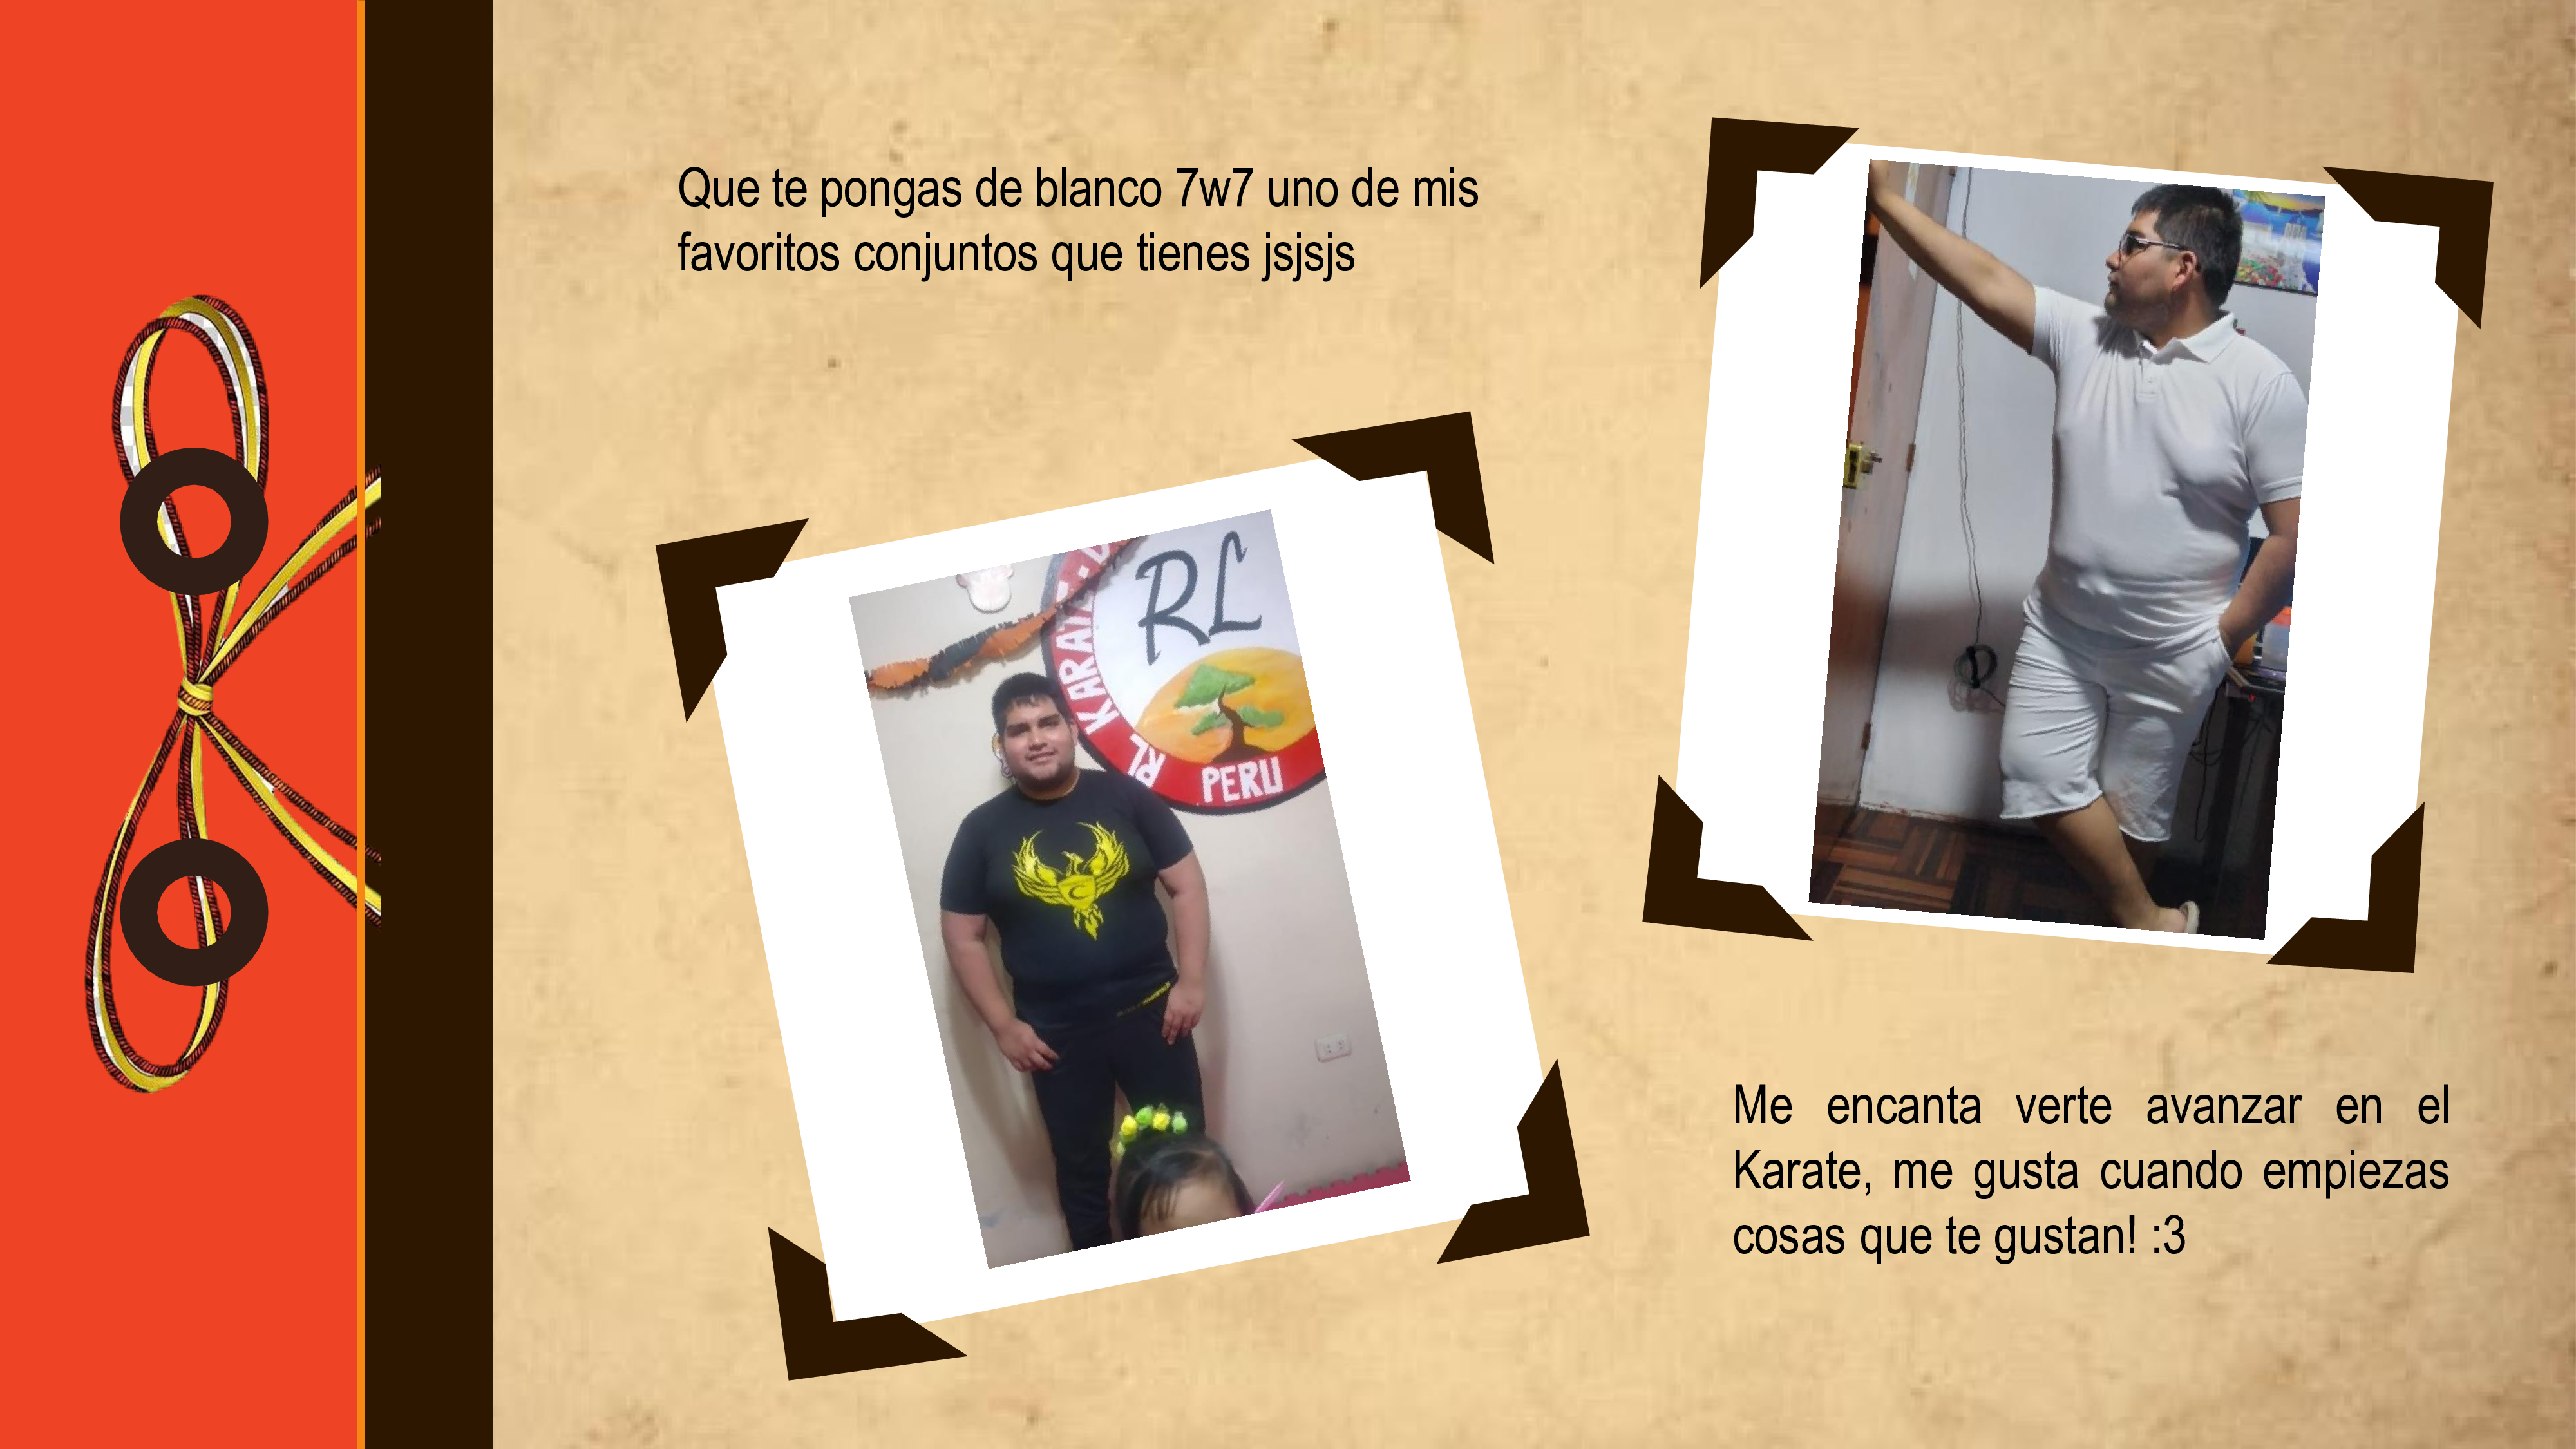 Que te pongas de blanco 7w7 uno de mis
favoritos conjuntos que tienes jsjsjs
RL
RL KARATE.
PERU
C
Me encanta verte avanzar en el
Karate, me gusta cuando empiezas
cosas que te gustan! :3